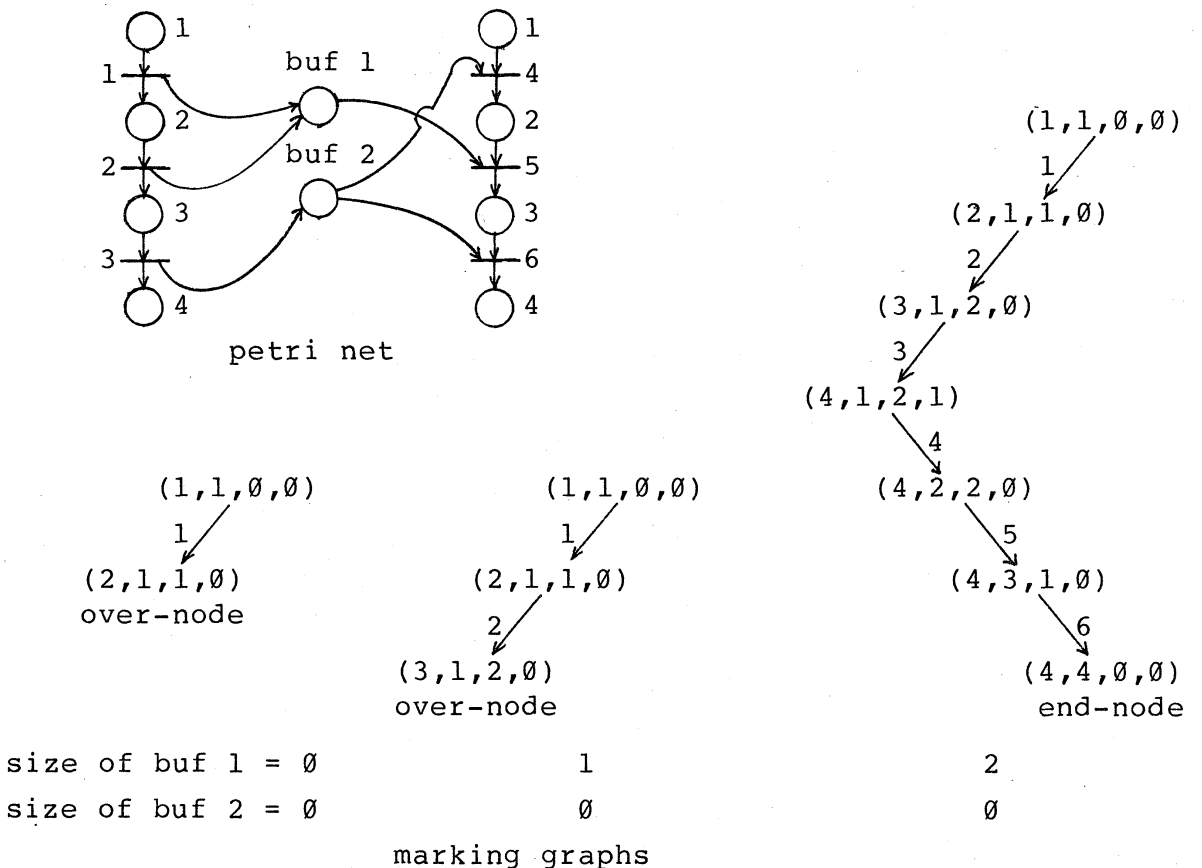 1
1
buf 1
1
4
2
2
buf 2
2
5
3
3
3
6
4
4
petri net
(1,1,Ø,Ø)
1
(2,1,1,Ø)
2
(3,1,2,Ø)
3
(4,1,2,1)
4
(4,2,2,Ø)
5
(4,3,1,Ø)
6
(4,4,Ø,Ø)
end-node
(1,1,Ø,Ø)
1
(2,1,1,Ø)
over-node
(1,1,Ø,Ø)
1
(2,1,1,Ø)
2
(3,1,2,Ø)
over-node
size of buf 1 = Ø 1 2
size of buf 2 = Ø Ø Ø
marking graphs